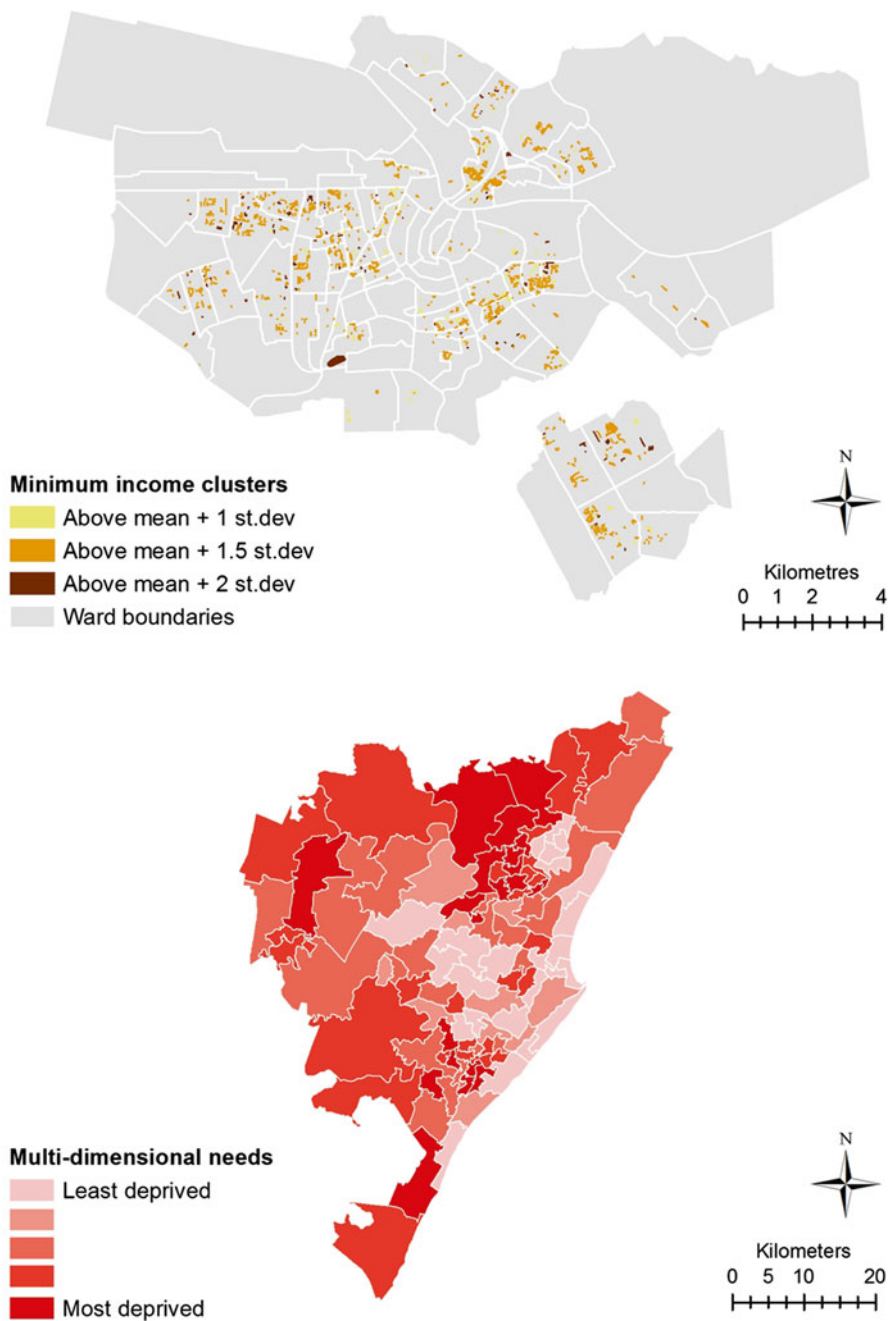 Minimum income clusters
Above mean + 1 st.dev
Above mean + 1.5 st.dev
Above mean + 2 st.dev
Ward boundaries
N
Kilometres
0 1 2 4
Multi-dimensional needs
Least deprived
Most deprived
N
Kilometers
0 5 10 20